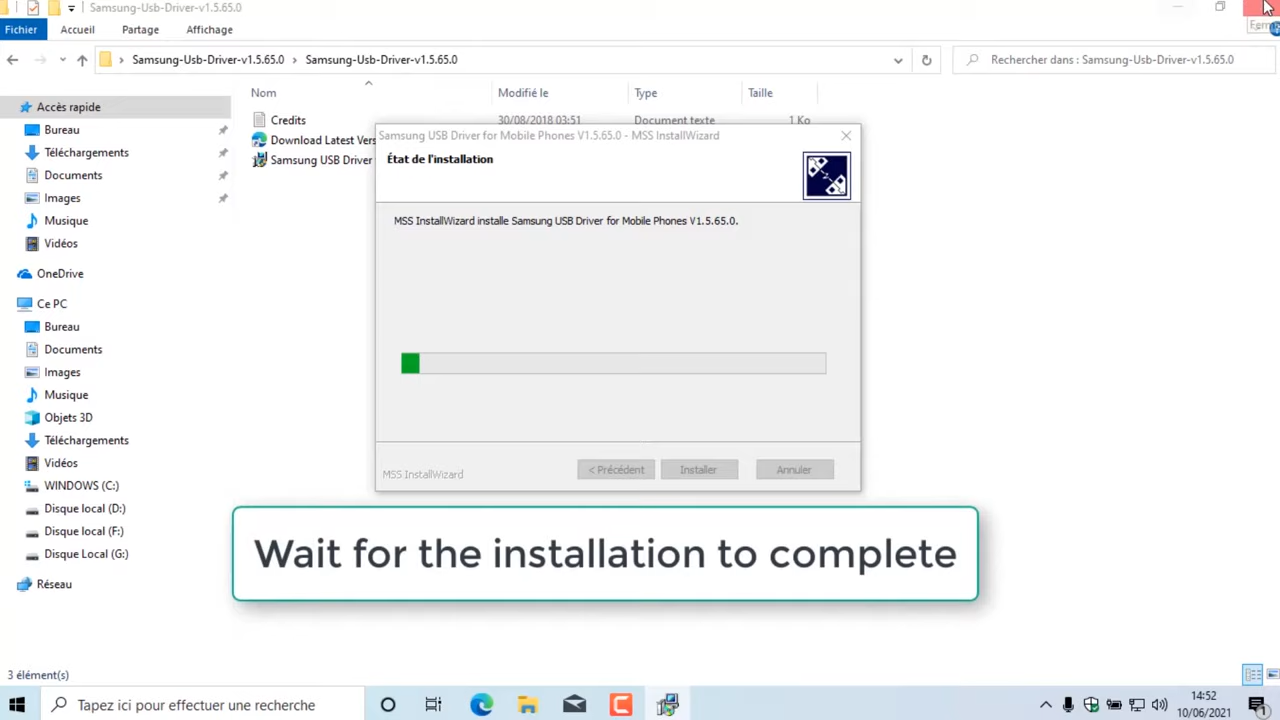 Samsung-Usb-Driver-v1.5.65.0
Fichier
Accueil
Partage
Affichage
Samsung-Usb-Driver-v1.5.65.0 > Samsung-Usb-Driver-v1.5.65.0
Rechercher dans : Samsung-Usb-Driver-v1.5.65.0
Nom
Modifié le
Type
Taille
Accès rapide
Bureau
Téléchargements
Documents
Images
Musique
Vidéos
OneDrive
Ce PC
Bureau
Documents
Images
Musique
Objets 3D
Téléchargements
Vidéos
WINDOWS (C:)
Disque local (D:)
Disque local (F:)
Disque Local (G:)
Réseau
Credits
30/08/2018 03:51
Document texte
1 Ko
Download Latest
Samsung USB Driver
Samsung USB Driver for Mobile Phones V1.5.65.0 - MSS InstallWizard
État de l'installation
MSS InstallWizard installe Samsung USB Driver for Mobile Phones V1.5.65.0.
MSS InstallWizard
< Précédent
Installer
Annuler
Wait for the installation to complete
3 élément(s)
Tapez ici pour effectuer une recherche
14:52
10/06/2021
1